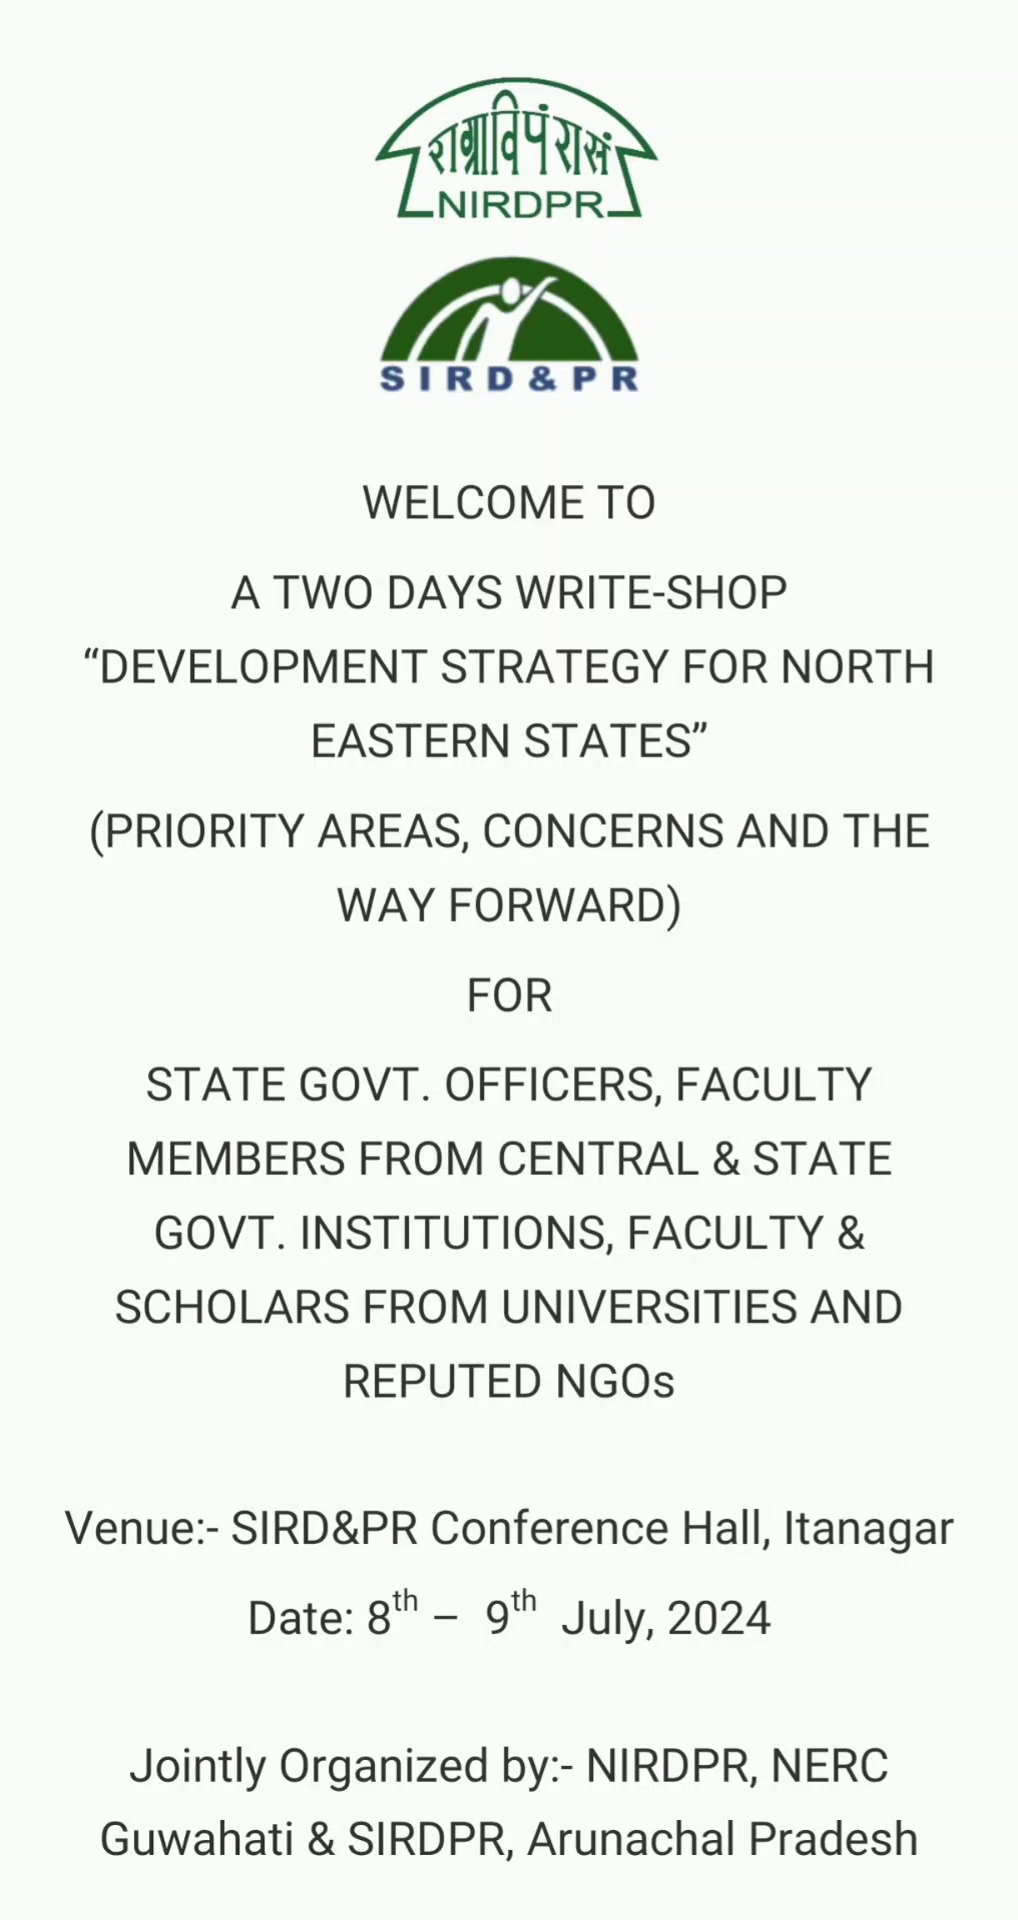 राग्राविपंरासं
NIRDPR
SIRD&PR
WELCOME TO
A TWO DAYS WRITE-SHOP
“DEVELOPMENT STRATEGY FOR NORTH
EASTERN STATES”
(PRIORITY AREAS, CONCERNS AND THE
WAY FORWARD)
FOR
STATE GOVT. OFFICERS, FACULTY
MEMBERS FROM CENTRAL & STATE
GOVT. INSTITUTIONS, FACULTY &
SCHOLARS FROM UNIVERSITIES AND
REPUTED NGOs
Venue:- SIRD&PR Conference Hall, Itanagar
Date: 8th – 9th July, 2024
Jointly Organized by:- NIRDPR, NERC
Guwahati & SIRDPR, Arunachal Pradesh